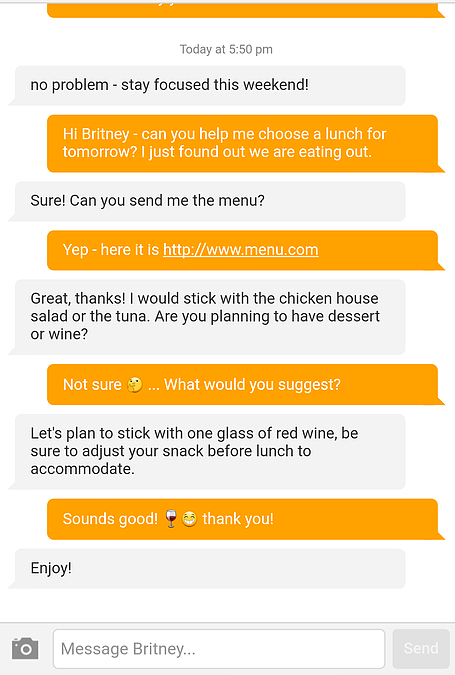 Today at 5:50 pm
no problem - stay focused this weekend!
Hi Britney - can you help me choose a lunch for
tomorrow? I just found out we are eating out.
Sure! Can you send me the menu?
Yep - here it is http://www.menu.com
Great, thanks! I would stick with the chicken house
salad or the tuna. Are you planning to have dessert
or wine?
Not sure 🤔 ... What would you suggest?
Let's plan to stick with one glass of red wine, be
sure to adjust your snack before lunch to
accommodate.
Sounds good! 🍷😁 thank you!
Enjoy!
Message Britney...
Send